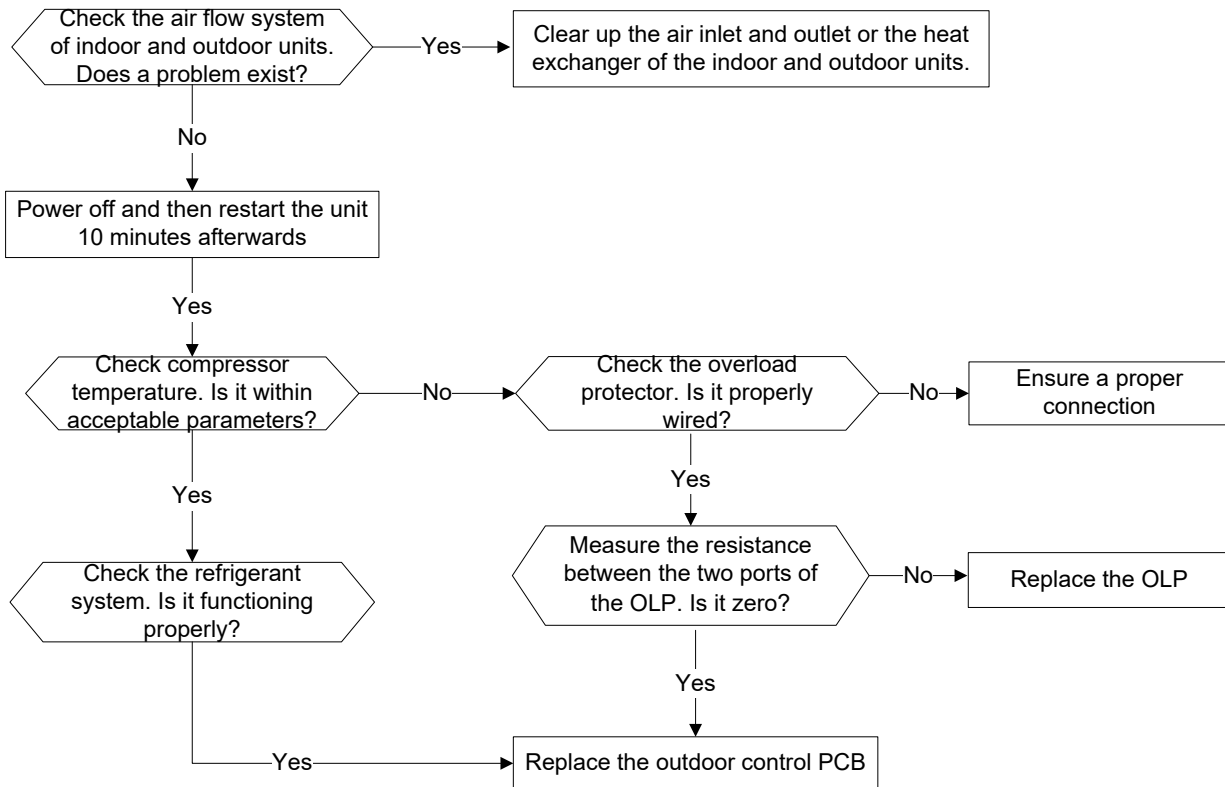 Check the air flow system
of indoor and outdoor units.
Does a problem exist?
Yes
Clear up the air inlet and outlet or the heat
exchanger of the indoor and outdoor units.
No
Power off and then restart the unit
10 minutes afterwards
Yes
Check compressor
temperature. Is it within
acceptable parameters?
No
Check the overload
protector. Is it properly
wired?
No
Ensure a proper
connection
Yes
Yes
Check the refrigerant
system. Is it functioning
properly?
Measure the resistance
between the two ports of
the OLP. Is it zero?
No
Replace the OLP
Yes
Yes
Replace the outdoor control PCB